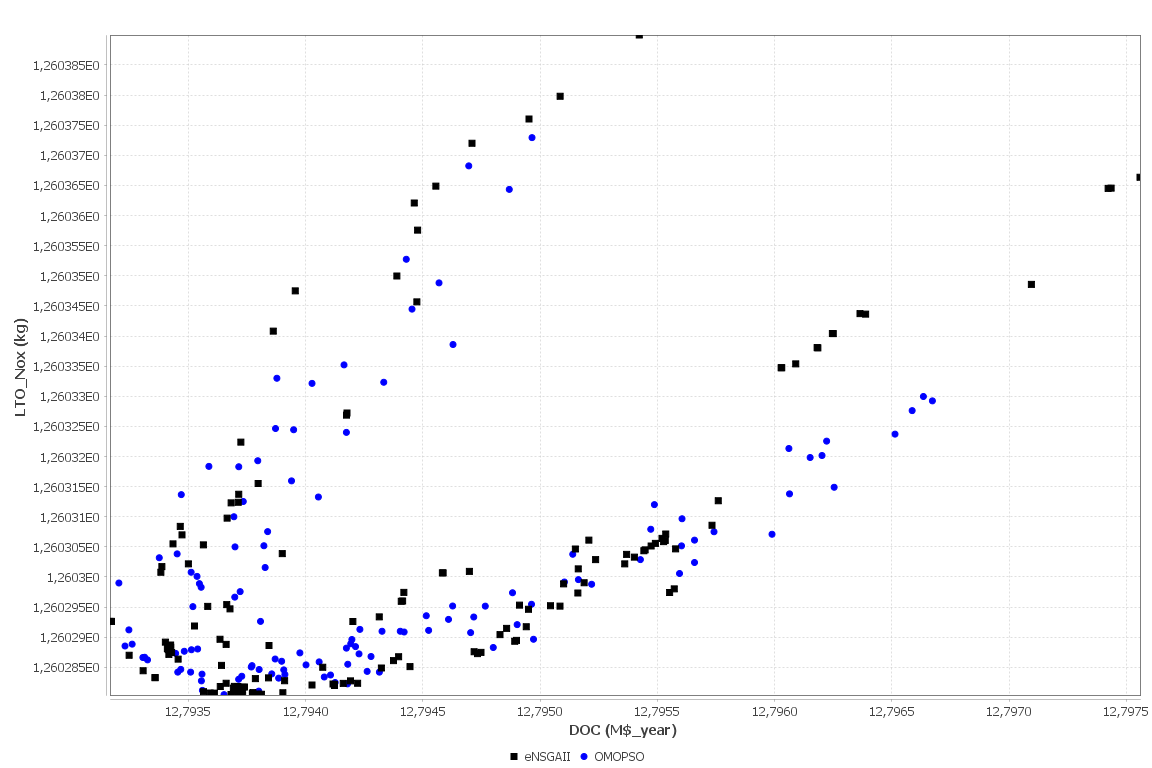 1,260385E0
1,26038E0
1,260375E0
1,26037E0
1,260365E0
1,26036E0
1,260355E0
1,26035E0
1,260345E0
1,26034E0
1,260335E0
1,26033E0
1,260325E0
1,26032E0
1,260315E0
1,26031E0
1,260305E0
1,2603E0
1,260295E0
1,26029E0
1,260285E0
LTO_Nox (kg)
12,7935 12,7940 12,7945 12,7950 12,7955 12,7960 12,7965 12,7970 12,7975
DOC (M$_year)
eNSGAII OMOPSO